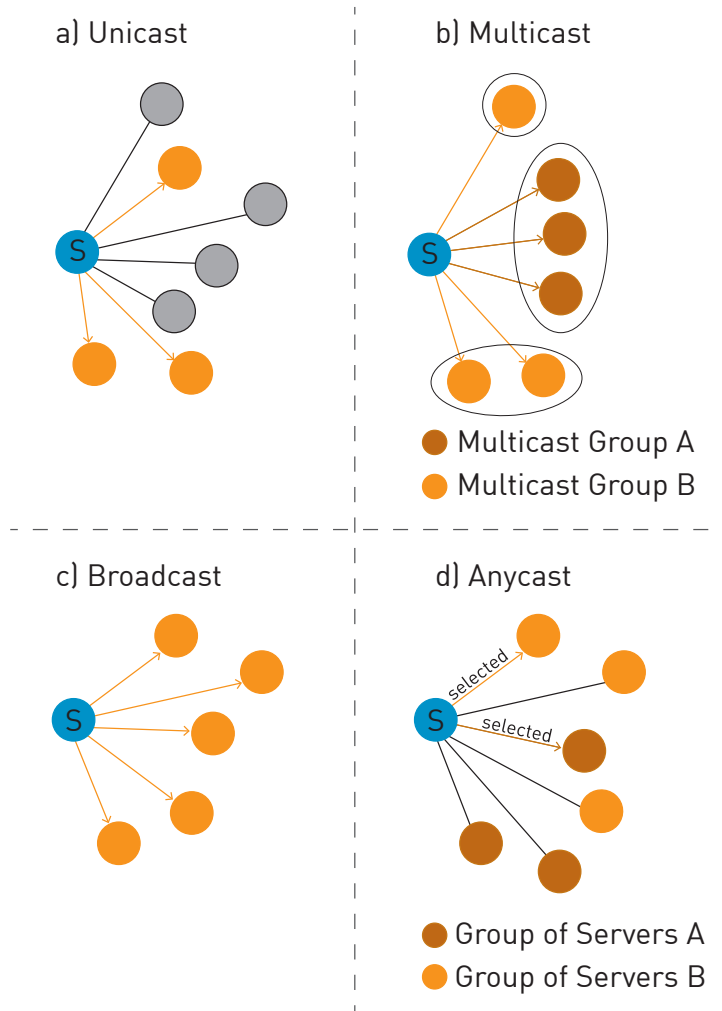 a) Unicast
S
b) Multicast
S
Multicast Group A
Multicast Group B
c) Broadcast
S
d) Anycast
selected
S
selected
Group of Servers A
Group of Servers B